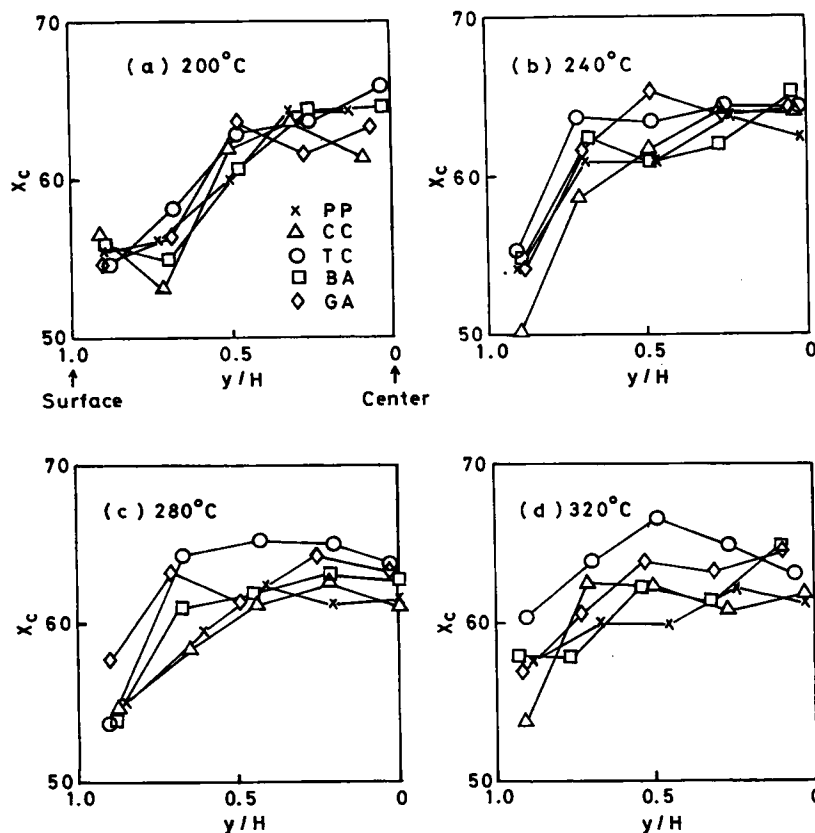 70
(a) 200°C
60
Xc
× PP
△ CC
○ TC
□ BA
◇ GA
50
1.0 0.5 0
y/H
↑ ↑
Surface Center
70
(b) 240°C
60
Xc
50
1.0 0.5 0
y/H
70
(c) 280°C
60
Xc
50
1.0 0.5 0
y/H
70
(d) 320°C
60
Xc
50
1.0 0.5 0
y/H